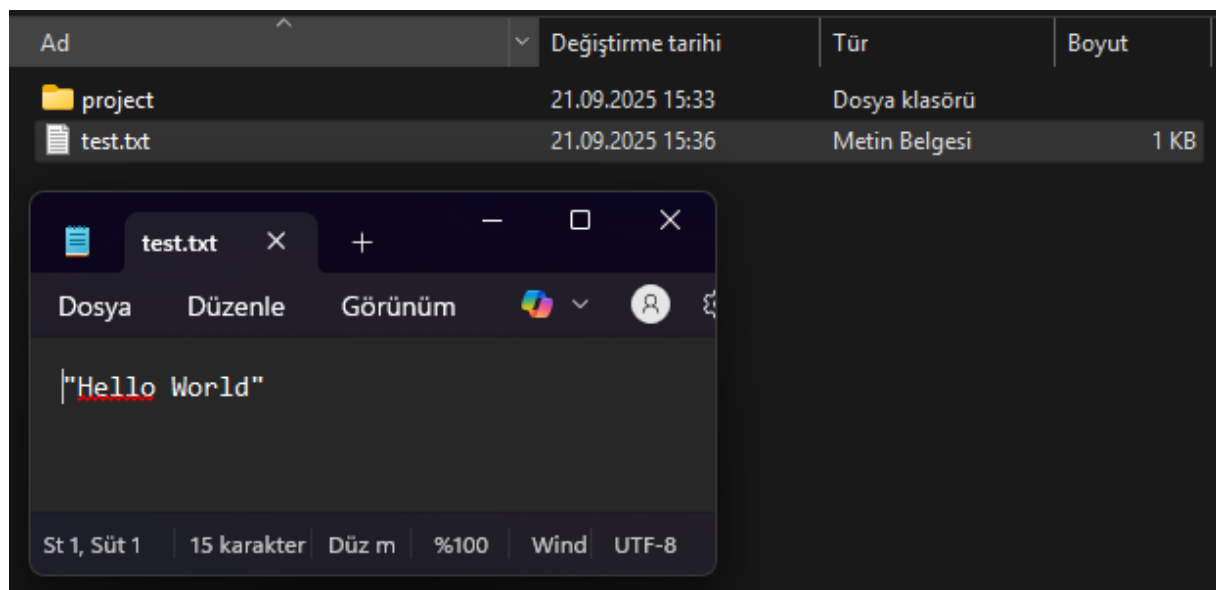 Ad Değiştirme tarihi Tür Boyut
project 21.09.2025 15:33 Dosya klasörü
test.txt 21.09.2025 15:36 Metin Belgesi 1 KB
test.txt
Dosya Düzenle Görünüm
"Hello World"
St 1, Süt 1 15 karakter Düz m %100 Wind UTF-8